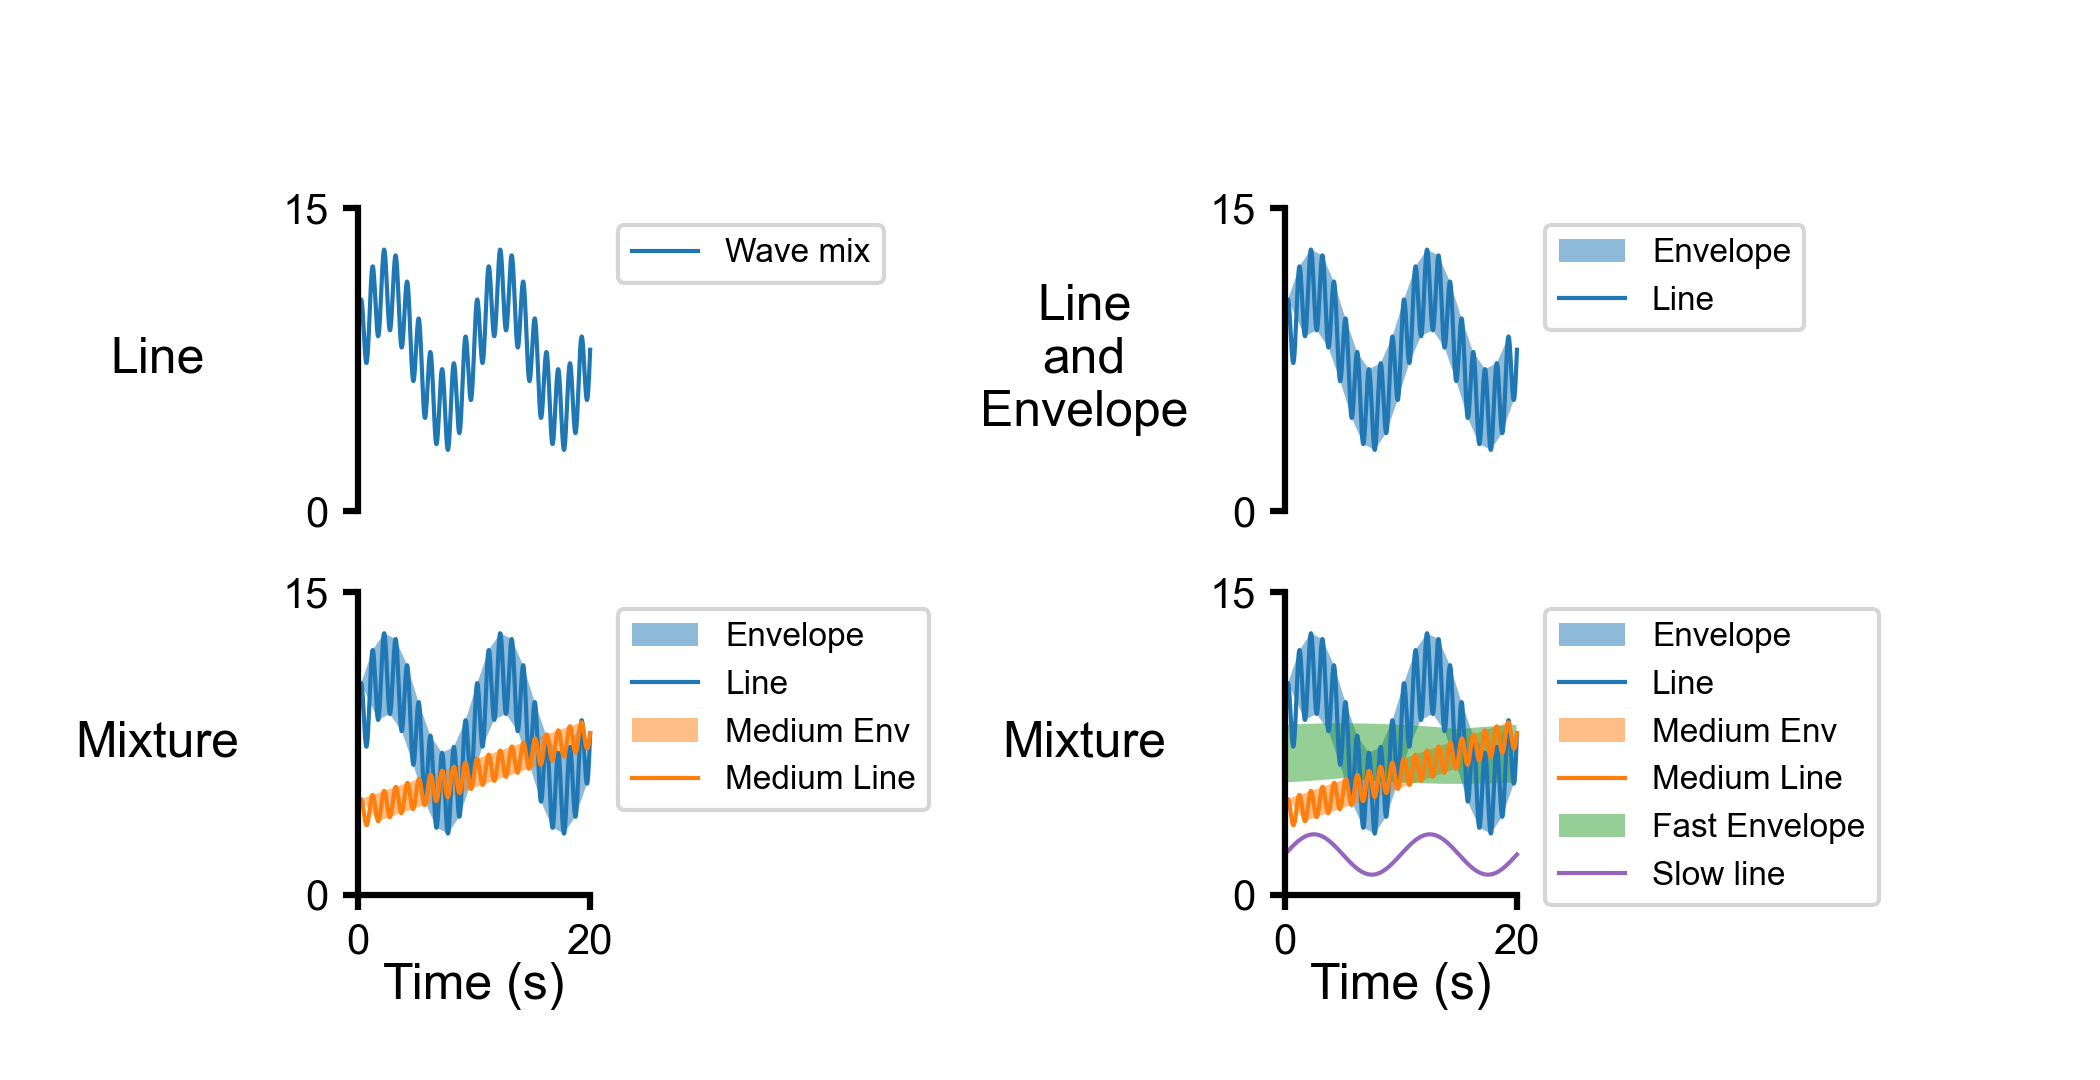 15
Line
0
Wave mix
15
Line
and
Envelope
0
Envelope
Line
15
Mixture
0
0
20
Time (s)
Envelope
Line
Medium Env
Medium Line
15
Mixture
0
0
20
Time (s)
Envelope
Line
Medium Env
Medium Line
Fast Envelope
Slow line